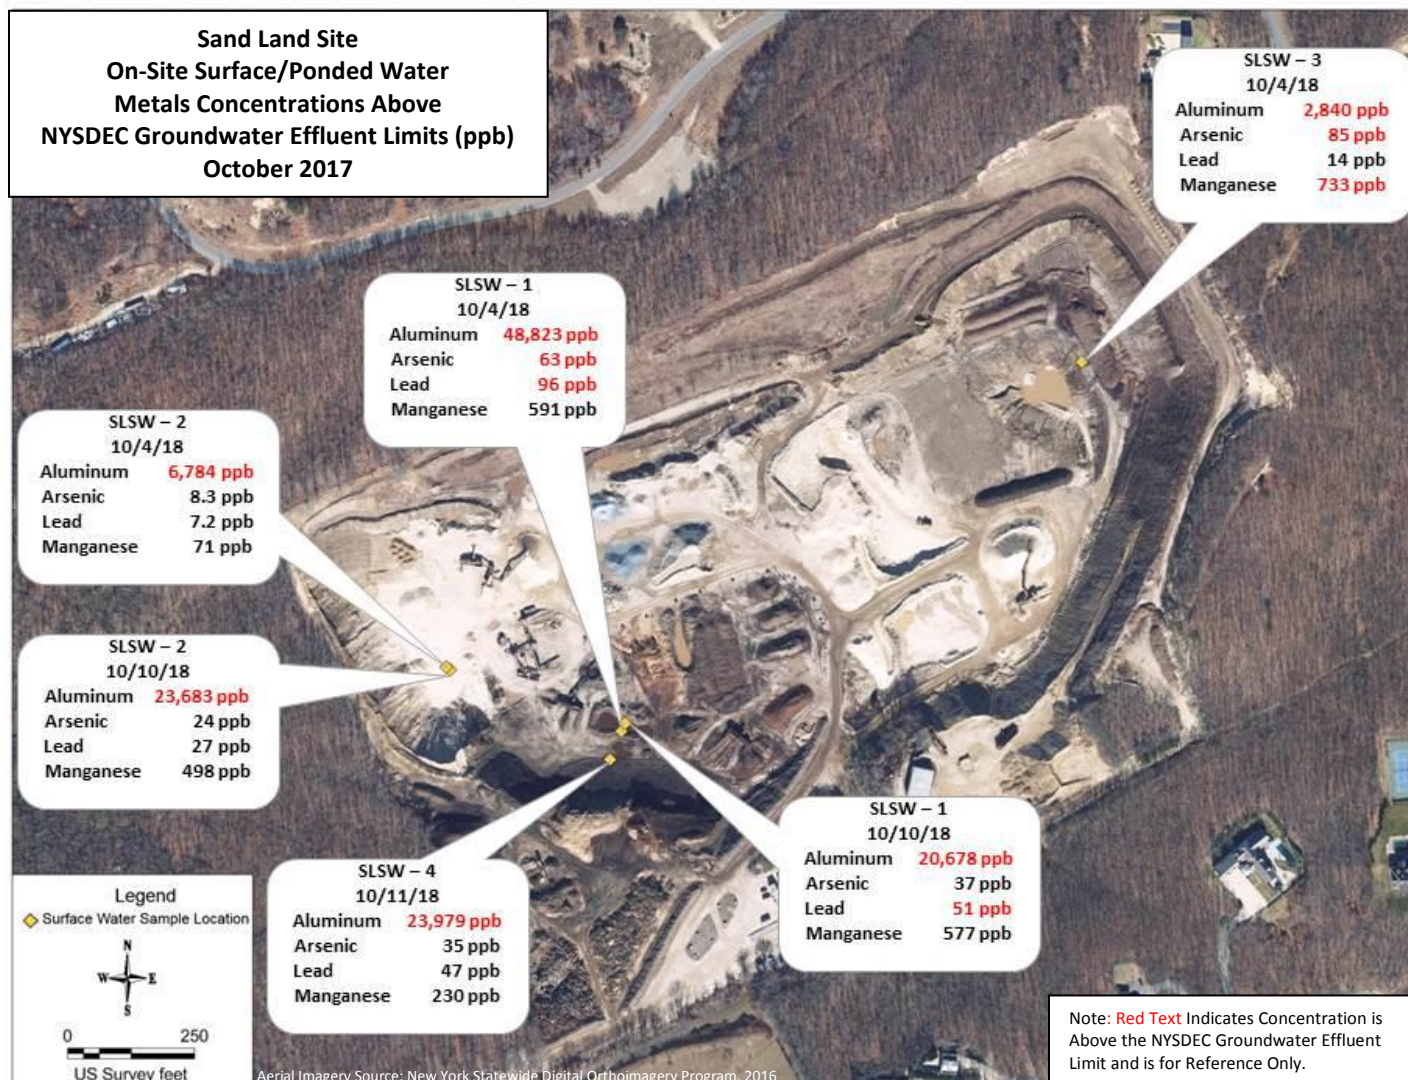 Sand Land Site
On-Site Surface/Ponded Water
Metals Concentrations Above
NYSDEC Groundwater Effluent Limits (ppb)
October 2017
SLSW – 3
10/4/18
Aluminum 2,840 ppb
Arsenic 85 ppb
Lead 14 ppb
Manganese 733 ppb
SLSW – 1
10/4/18
Aluminum 48,823 ppb
Arsenic 63 ppb
Lead 96 ppb
Manganese 591 ppb
SLSW – 2
10/4/18
Aluminum 6,784 ppb
Arsenic 8.3 ppb
Lead 7.2 ppb
Manganese 71 ppb
SLSW – 2
10/10/18
Aluminum 23,683 ppb
Arsenic 24 ppb
Lead 27 ppb
Manganese 498 ppb
SLSW – 1
10/10/18
Aluminum 20,678 ppb
Arsenic 37 ppb
Lead 51 ppb
Manganese 577 ppb
SLSW – 4
10/11/18
Aluminum 23,979 ppb
Arsenic 35 ppb
Lead 47 ppb
Manganese 230 ppb
Legend
Surface Water Sample Location
N
W E
S
0 250
US Survey feet
Aerial Imagery Source: New York Statewide Digital Orthoimagery Program, 2016
Note: Red Text Indicates Concentration is
Above the NYSDEC Groundwater Effluent
Limit and is for Reference Only.